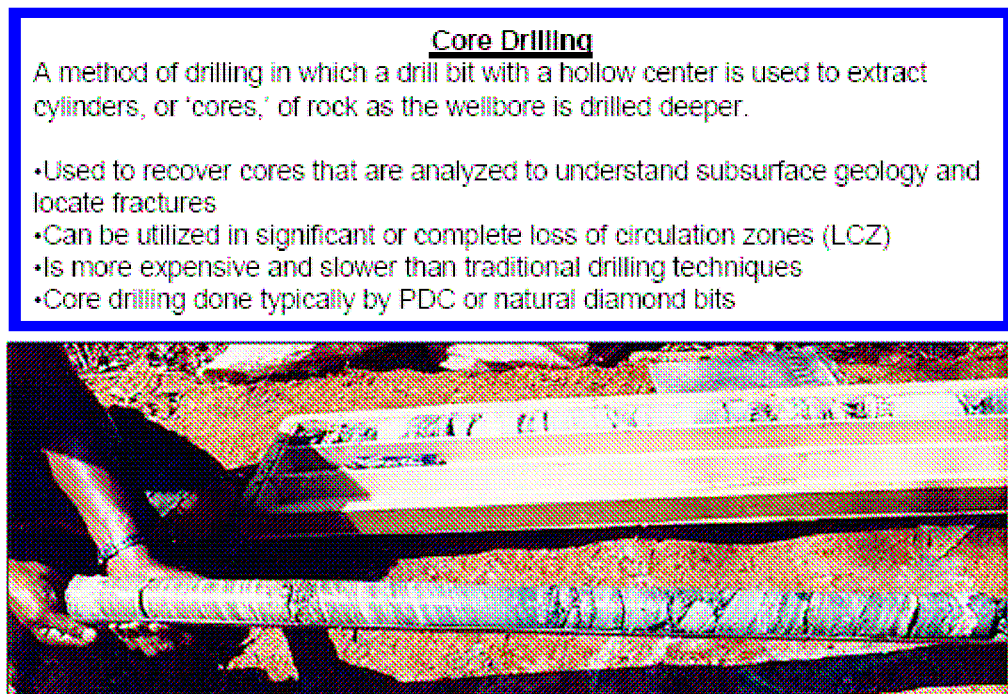 Core Drilling
A method of drilling in which a drill bit with a hollow center is used to extract
cylinders, or 'cores,' of rock as the wellbore is drilled deeper.
•Used to recover cores that are analyzed to understand subsurface geology and
locate fractures
•Can be utilized in significant or complete loss of circulation zones (LCZ)
•Is more expensive and slower than traditional drilling techniques
•Core drilling done typically by PDC or natural diamond bits